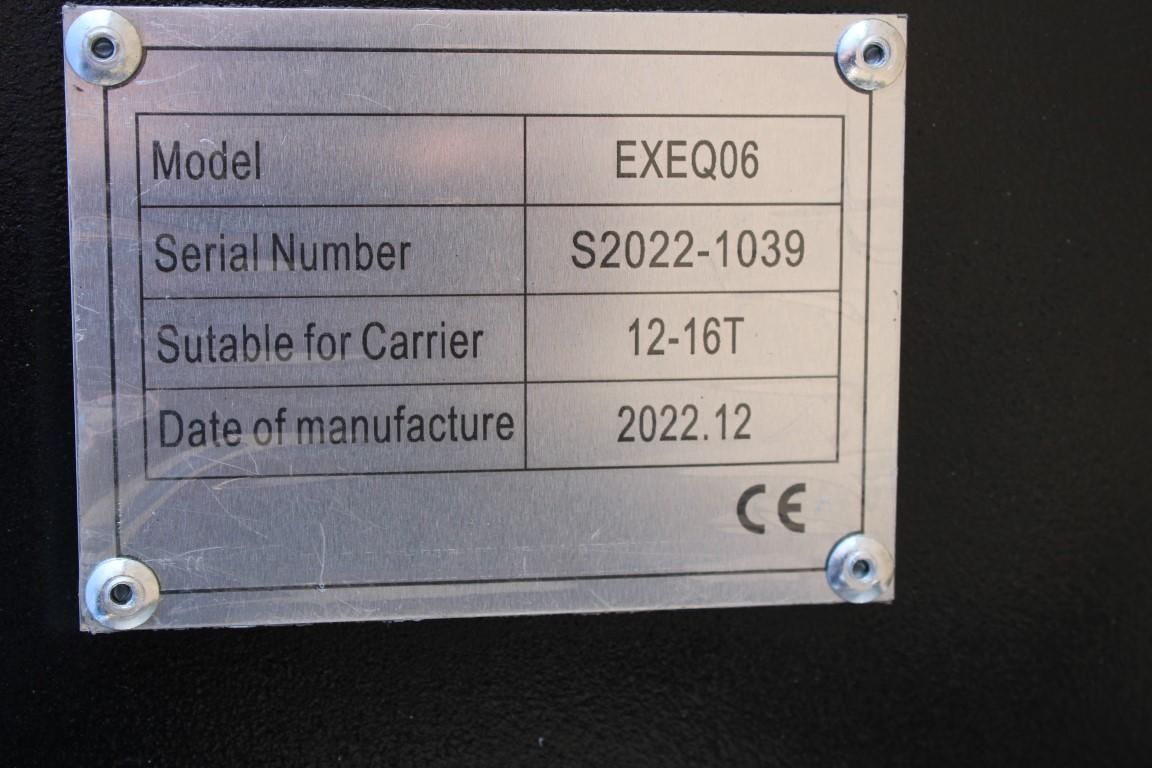 Model EXEQ06
Serial Number S2022-1039
Sutable for Carrier 12-16T
Date of manufacture 2022.12
CE